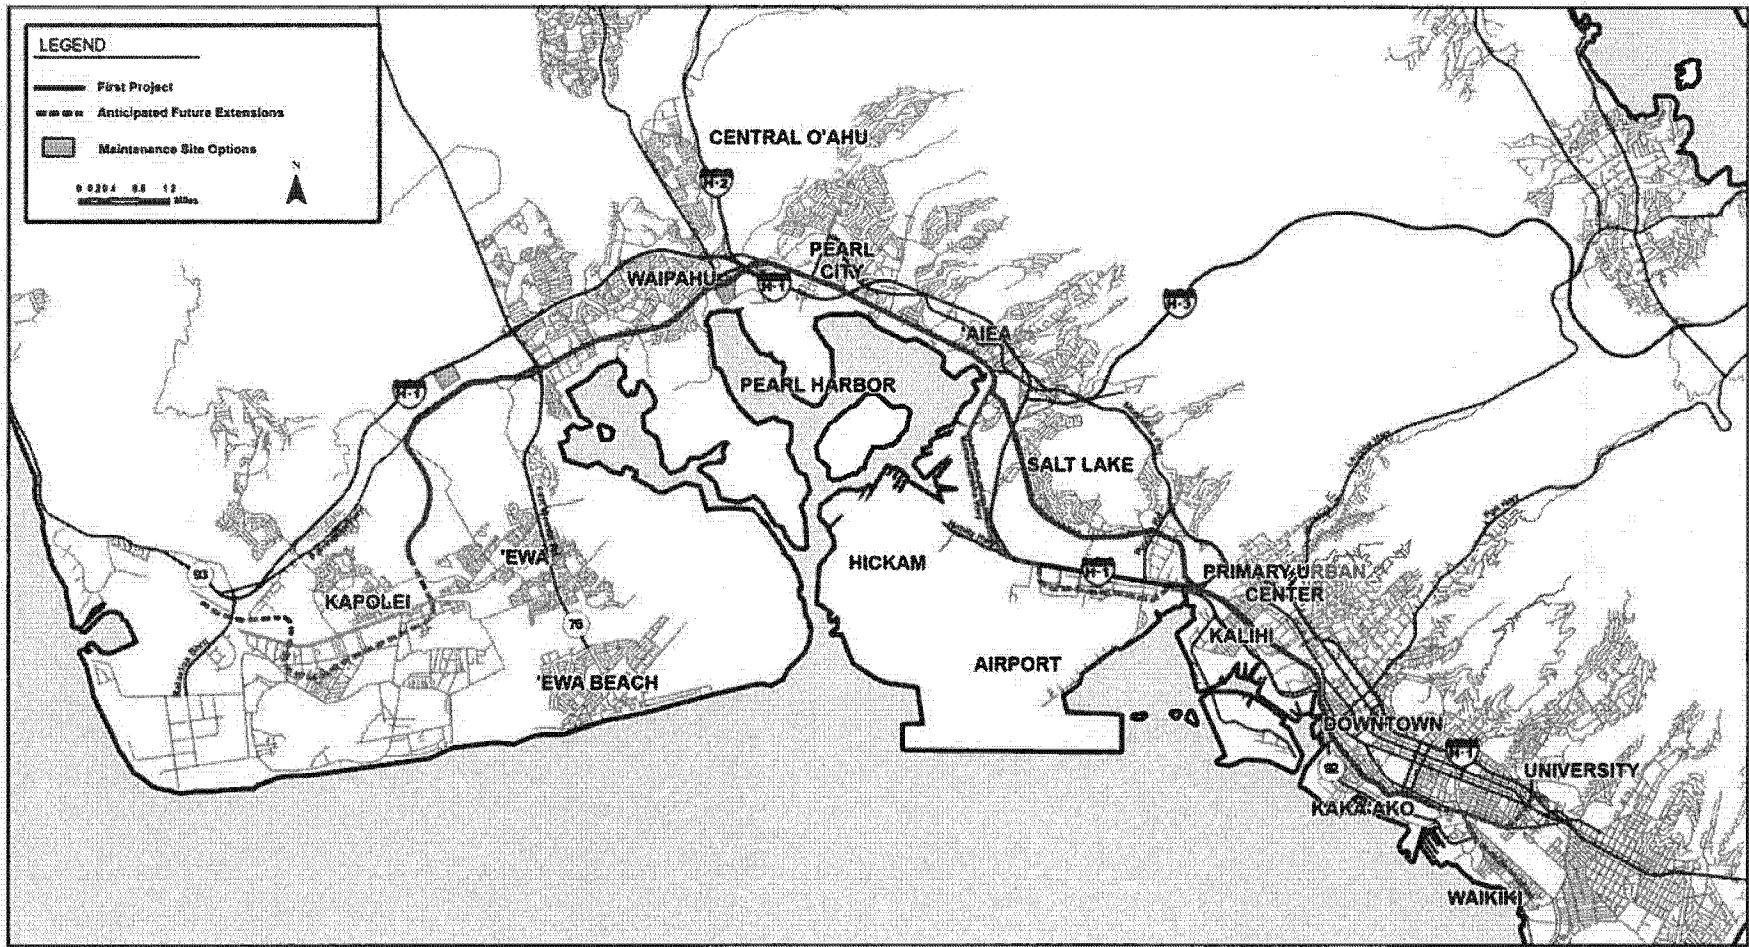 LEGEND
First Project
Anticipated Future Extensions
Maintenance Site Options
Miles
N
CENTRAL O'AHU
H-2
PEARL
CITY
WAIPAHU
H-1
H-3
'AIEA
PEARL HARBOR
H-1
SALT LAKE
'EWA
HICKAM
H-1
PRIMARY URBAN
CENTER
93
KAPOLEI
76
KALIHI
AIRPORT
'EWA BEACH
DOWNTOWN
H-1
92
UNIVERSITY
KAKA'AKO
WAIKIKI